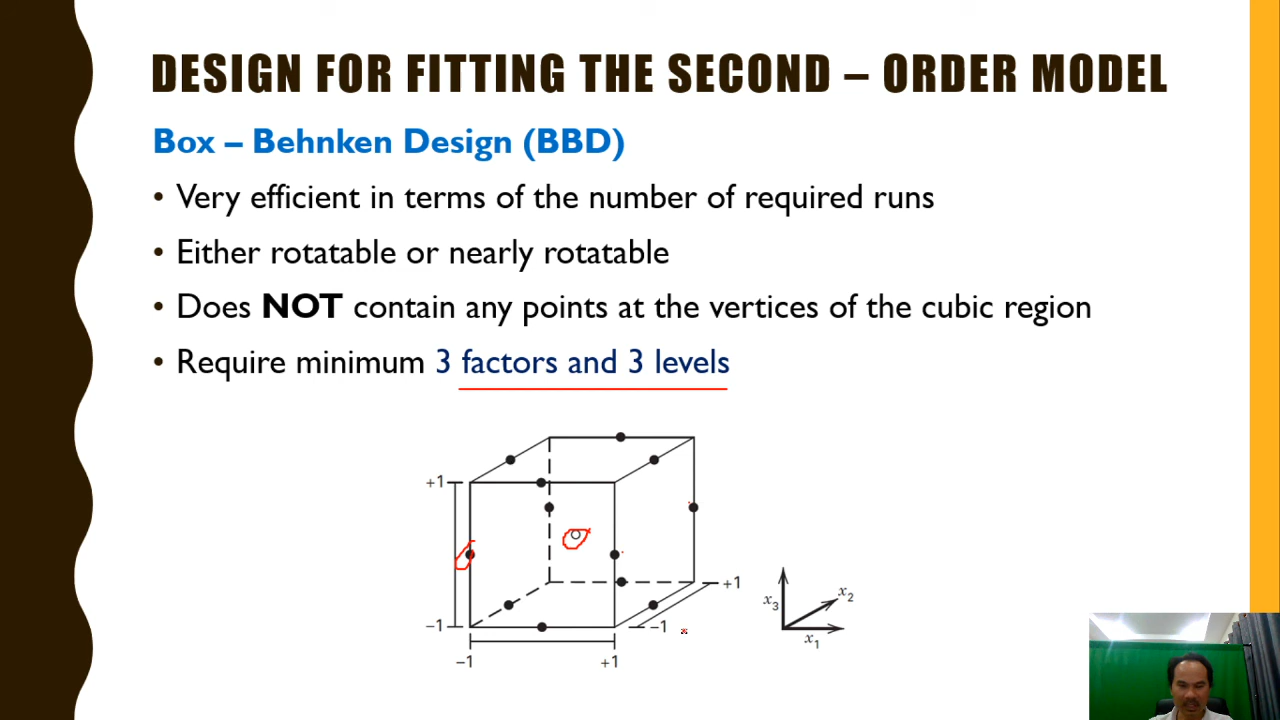 DESIGN FOR FITTING THE SECOND – ORDER MODEL
Box – Behnken Design (BBD)
• Very efficient in terms of the number of required runs
• Either rotatable or nearly rotatable
• Does NOT contain any points at the vertices of the cubic region
• Require minimum 3 factors and 3 levels
+1
−1
−1
+1
−1
+1
x3
x2
x1